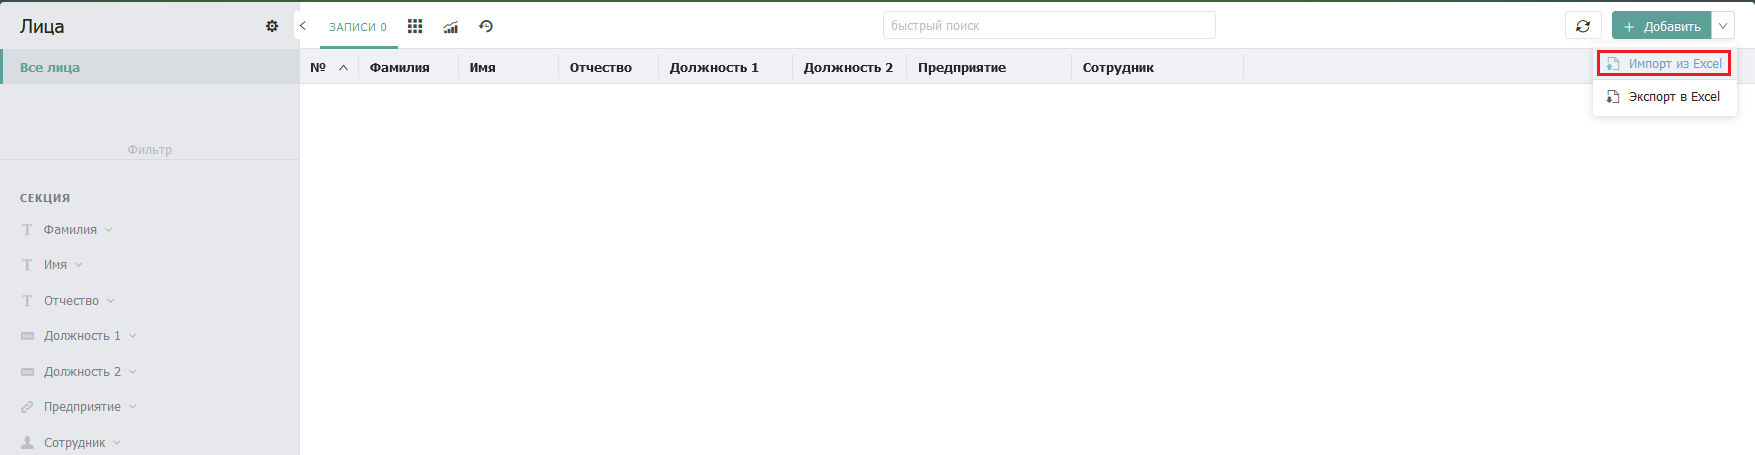 Лица
ЗАПИСИ 0
быстрый поиск
+ Добавить
Импорт из Excel
Экспорт в Excel
Все лица
Фильтр
СЕКЦИЯ
Фамилия
Имя
Отчество
Должность 1
Должность 2
Предприятие
Сотрудник
№ Фамилия Имя Отчество Должность 1 Должность 2 Предприятие Сотрудник